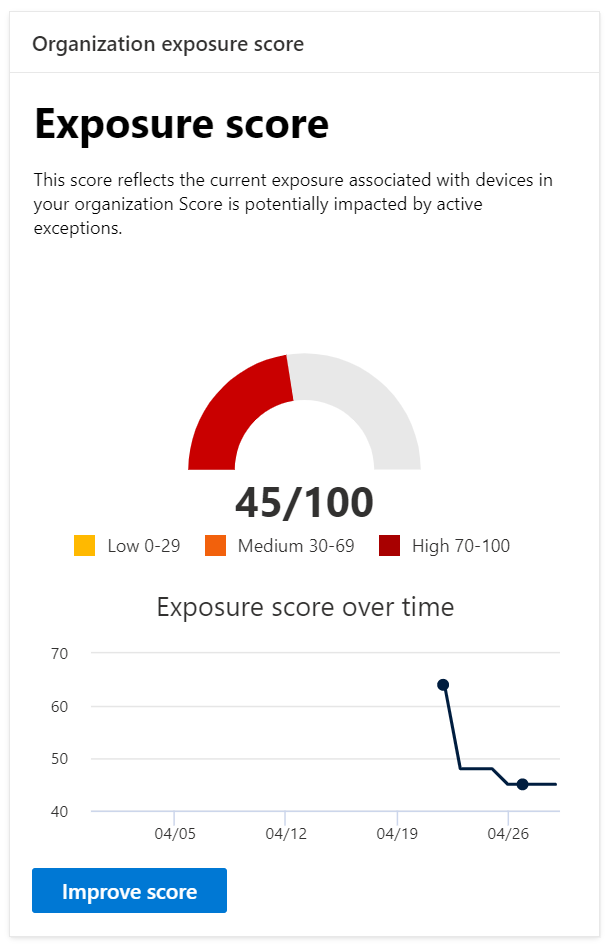 Organization exposure score
Exposure score
This score reflects the current exposure associated with devices in
your organization Score is potentially impacted by active
exceptions.
45/100
Low 0-29 Medium 30-69 High 70-100
Exposure score over time
70
60
50
40
04/05 04/12 04/19 04/26
Improve score